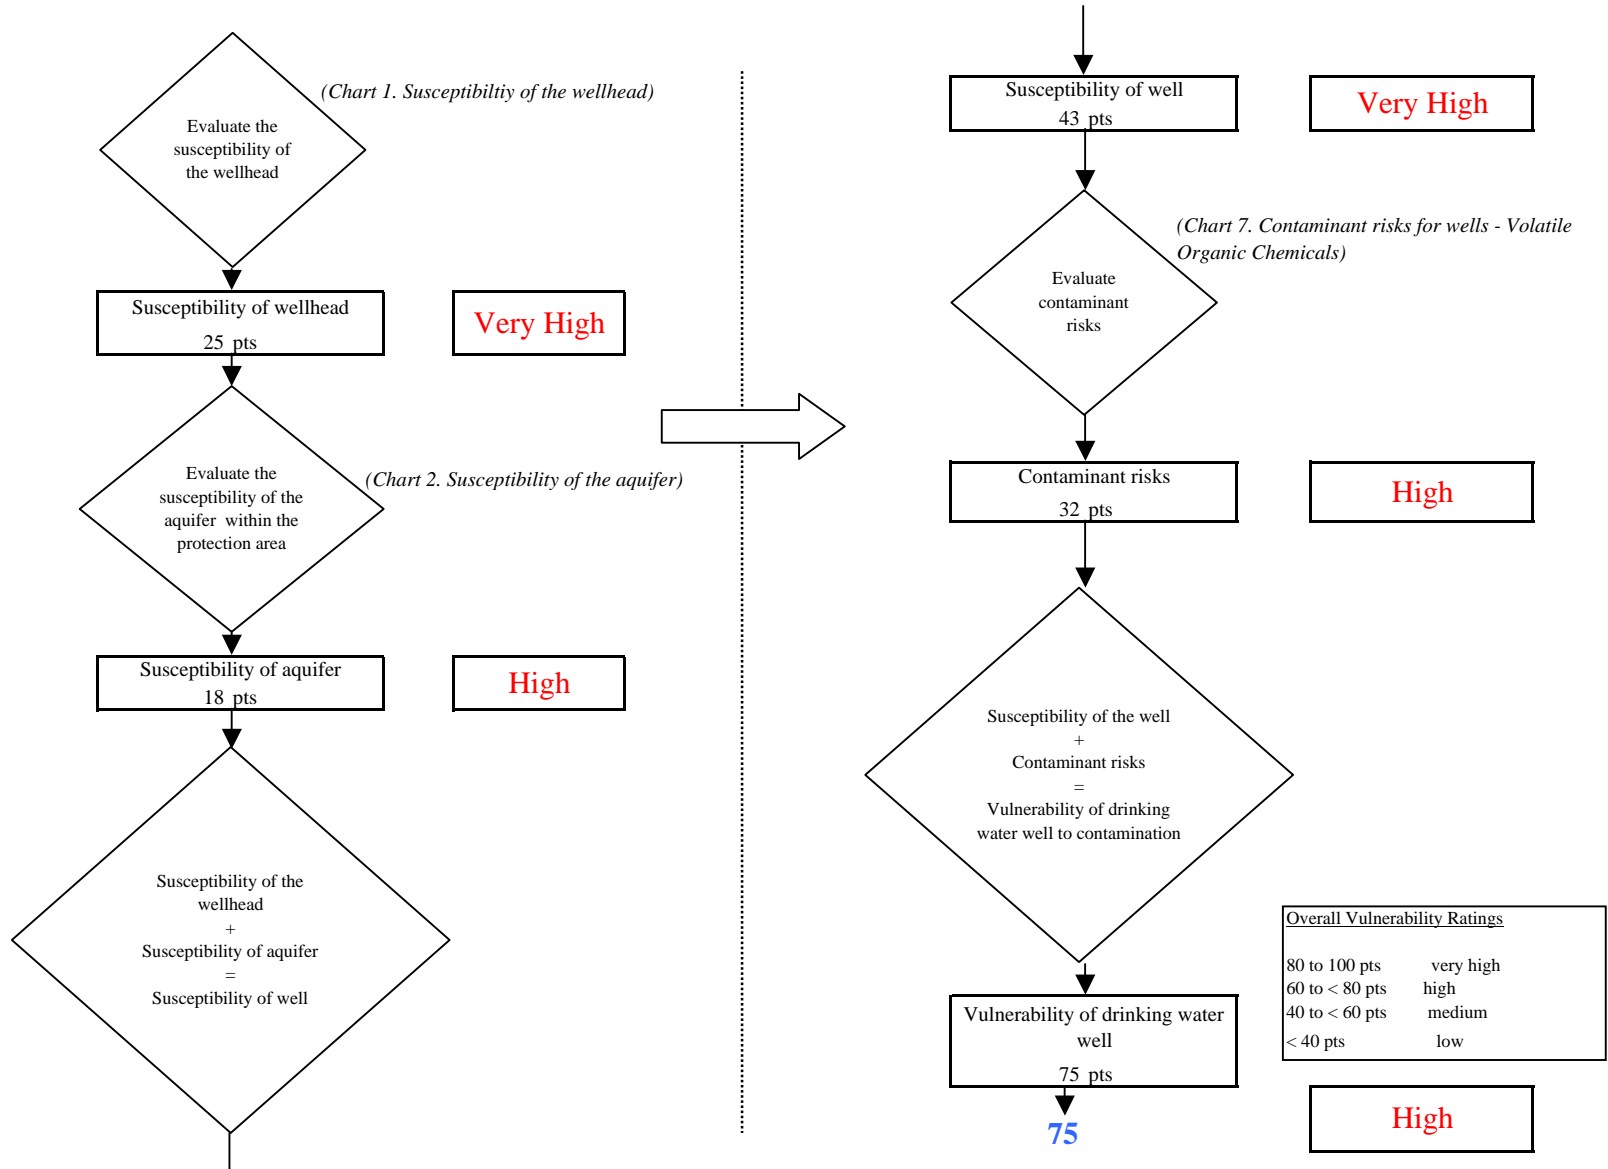 (Chart 1. Susceptibiltiy of the wellhead)
Evaluate the
susceptibility of
the wellhead
Susceptibility of wellhead
25 pts
Very High
Evaluate the
susceptibility of the
aquifer within the
protection area
(Chart 2. Susceptibility of the aquifer)
Susceptibility of aquifer
18 pts
High
Susceptibility of the
wellhead
+
Susceptibility of aquifer
=
Susceptibility of well
Susceptibility of well
43 pts
Very High
(Chart 7. Contaminant risks for wells - Volatile
Organic Chemicals)
Evaluate
contaminant
risks
Contaminant risks
32 pts
High
Susceptibility of the well
+
Contaminant risks
=
Vulnerability of drinking
water well to contamination
Overall Vulnerability Ratings
80 to 100 pts very high
60 to < 80 pts high
40 to < 60 pts medium
< 40 pts low
Vulnerability of drinking water
well
75 pts
75
High